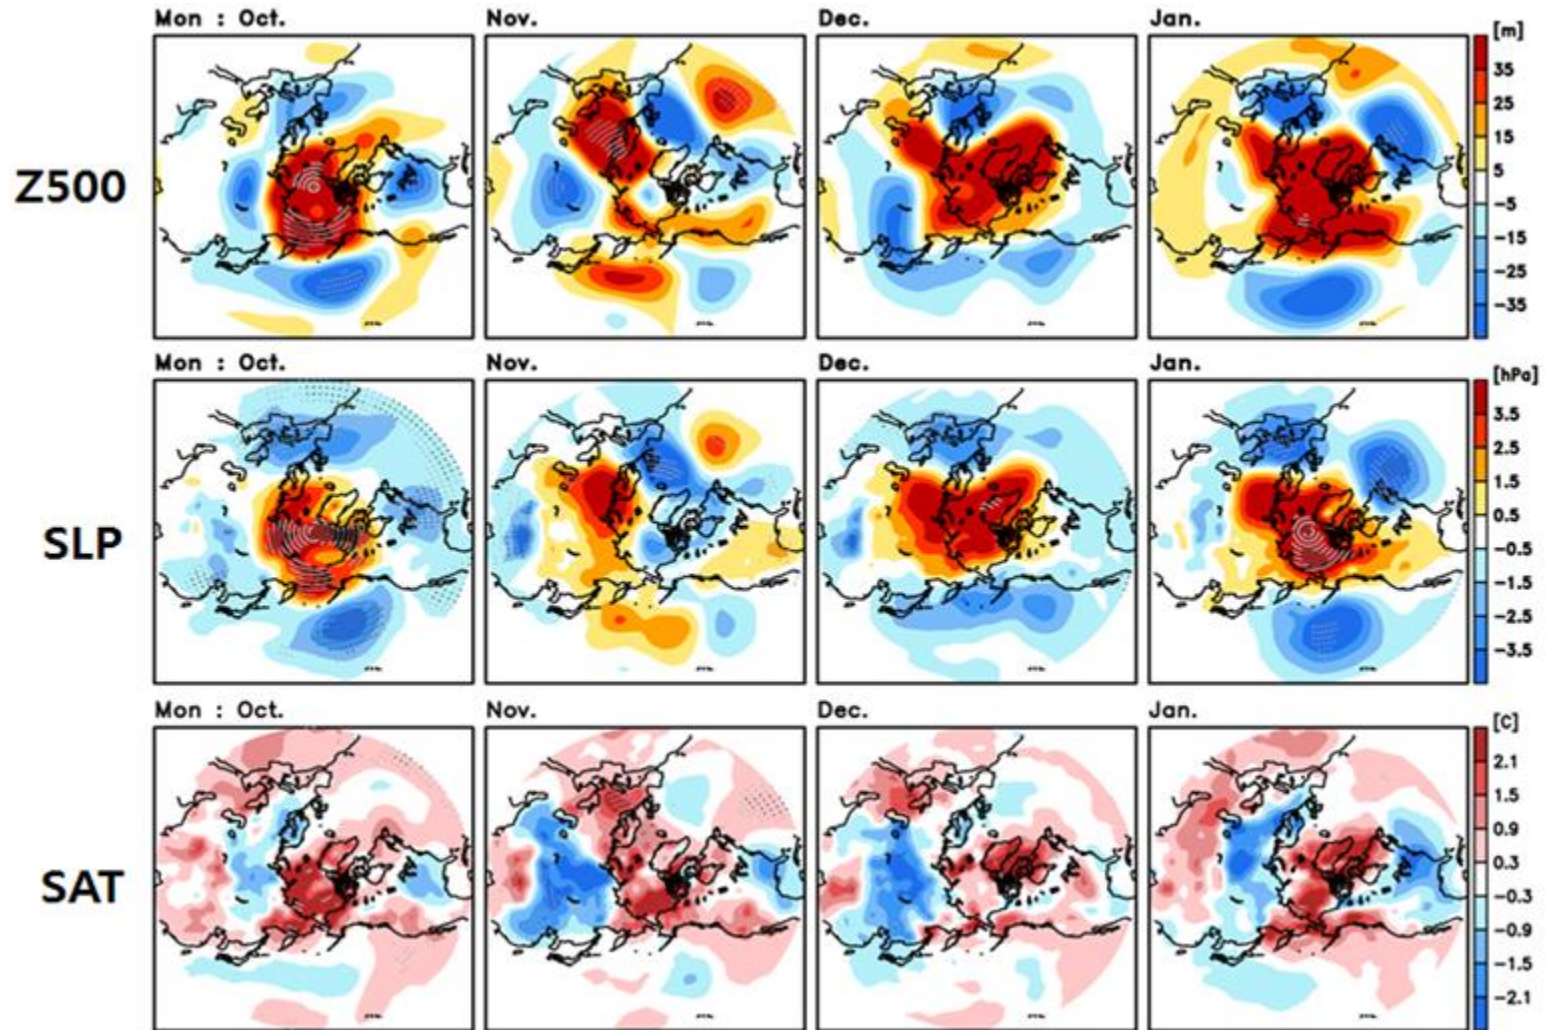 Mon : Oct.
Nov.
Dec.
Jan.
[m]
35
25
15
5
-5
-15
-25
-35
Z500
Mon : Oct.
Nov.
Dec.
Jan.
[hPa]
3.5
2.5
1.5
0.5
-0.5
-1.5
-2.5
-3.5
SLP
Mon : Oct.
Nov.
Dec.
Jan.
[C]
2.1
1.5
0.9
0.3
-0.3
-0.9
-1.5
-2.1
SAT